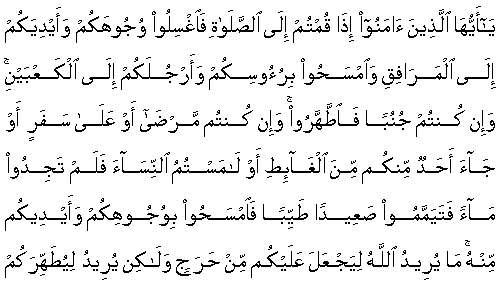 يَـٰٓأَيُّهَا ٱلَّذِينَ ءَامَنُوٓا۟ إِذَا قُمْتُمْ إِلَى ٱلصَّلَوٰةِ فَٱغْسِلُوا۟ وُجُوهَكُمْ وَأَيْدِيَكُمْ
إِلَى ٱلْمَرَافِقِ وَٱمْسَحُوا۟ بِرُءُوسِكُمْ وَأَرْجُلَكُمْ إِلَى ٱلْكَعْبَيْنِ ۚ
وَإِن كُنتُمْ جُنُبًا فَٱطَّهَّرُوا۟ ۚ وَإِن كُنتُم مَّرْضَىٰٓ أَوْ عَلَىٰ سَفَرٍ أَوْ
جَآءَ أَحَدٌ مِّنكُم مِّنَ ٱلْغَآئِطِ أَوْ لَـٰمَسْتُمُ ٱلنِّسَآءَ فَلَمْ تَجِدُوا۟
مَآءً فَتَيَمَّمُوا۟ صَعِيدًا طَيِّبًا فَٱمْسَحُوا۟ بِوُجُوهِكُمْ وَأَيْدِيكُم
مِّنْهُ ۚ مَا يُرِيدُ ٱللَّهُ لِيَجْعَلَ عَلَيْكُم مِّنْ حَرَجٍ وَلَـٰكِن يُرِيدُ لِيُطَهِّرَكُمْ